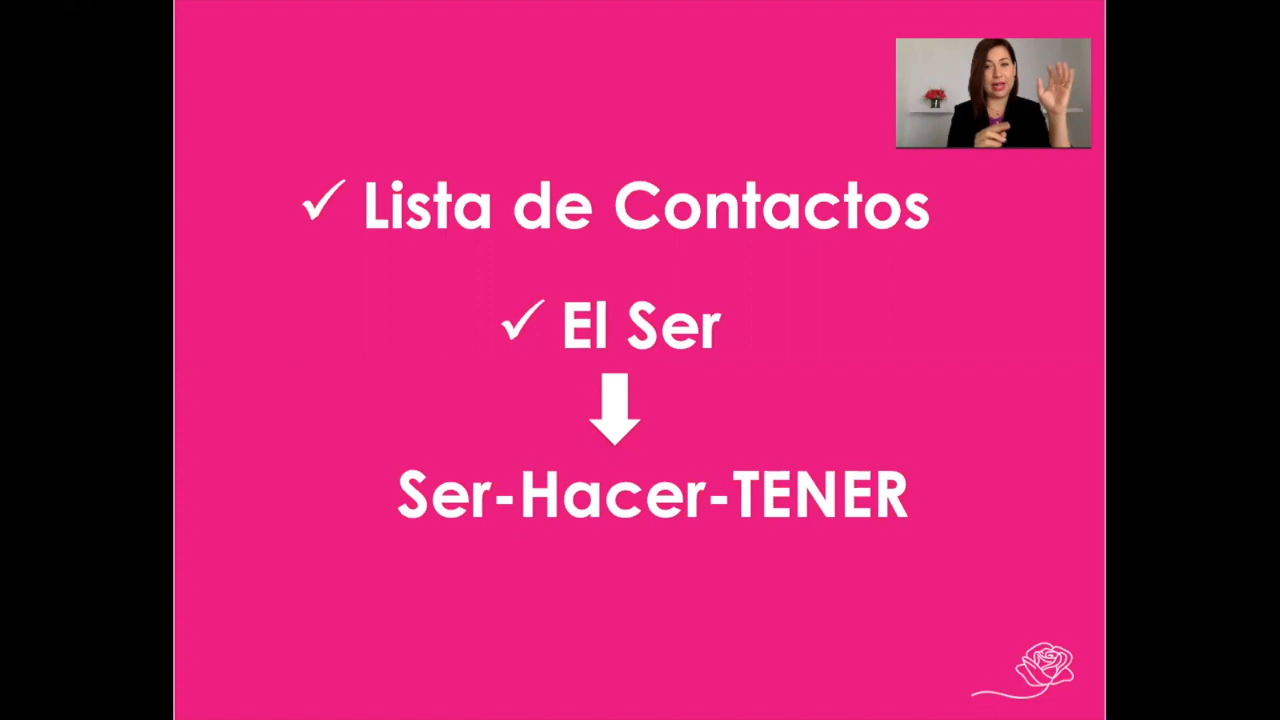 ✓ Lista de Contactos
✓ El Ser
Ser-Hacer-TENER